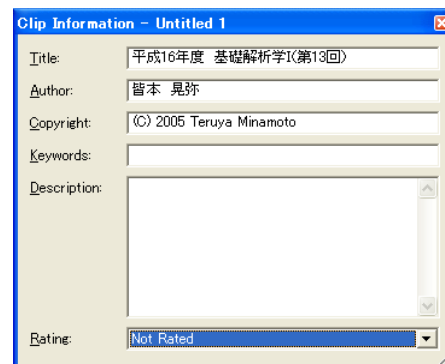 Clip Information - Untitled 1
Title: 平成16年度 基礎解析学I(第13回)
Author: 皆本 晃弥
Copyright: (C) 2005 Teruya Minamoto
Keywords:
Description:
Rating: Not Rated